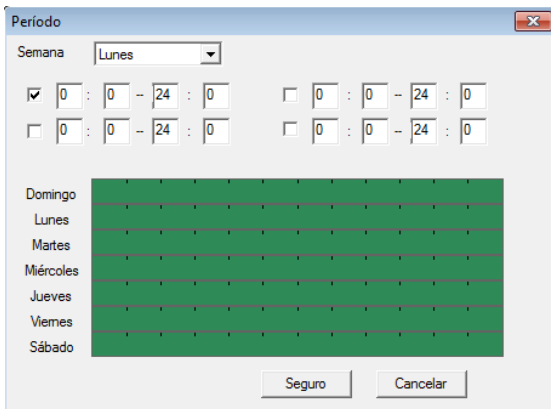 Período
Semana Lunes
0 : 0 -- 24 : 0 0 : 0 -- 24 : 0
0 : 0 -- 24 : 0 0 : 0 -- 24 : 0
Domingo
Lunes
Martes
Miércoles
Jueves
Viernes
Sábado
Seguro Cancelar